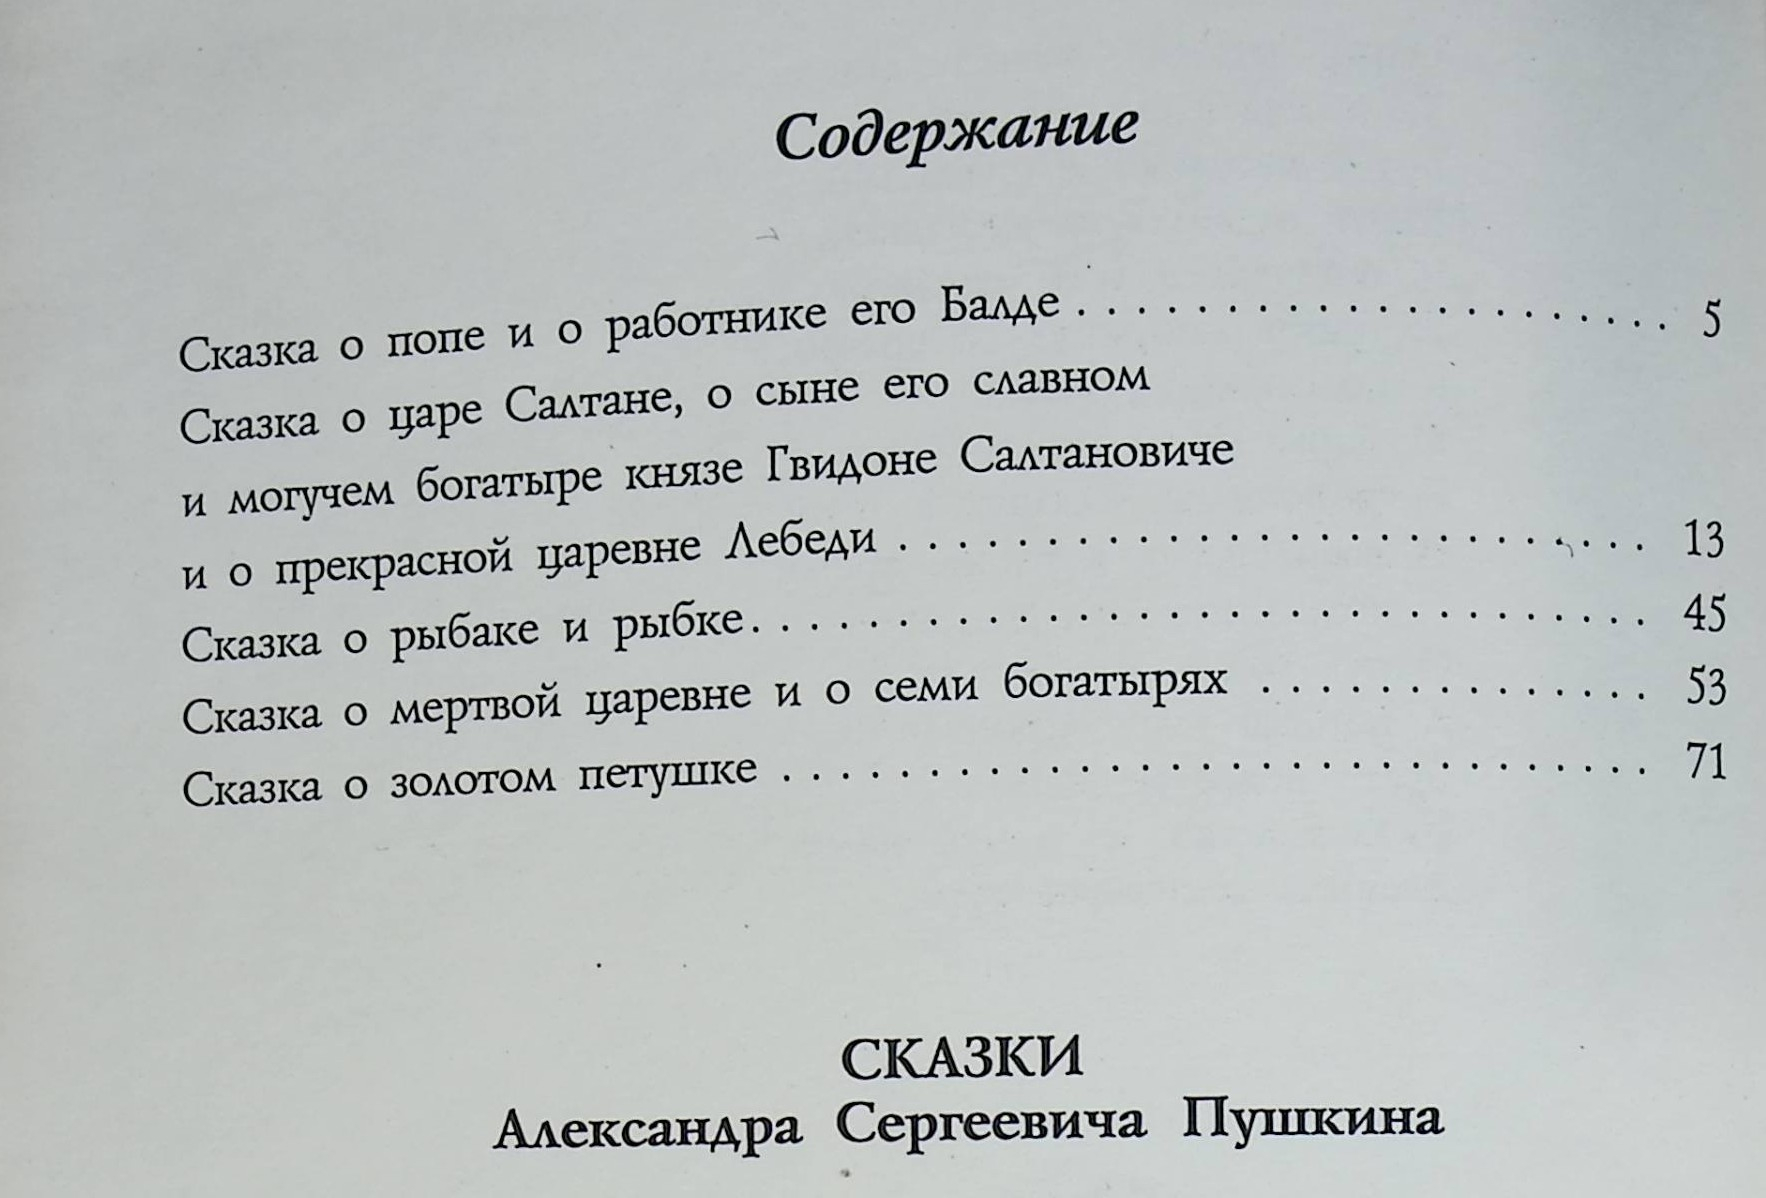 Содержание
Сказка о попе и о работнике его Балде . . . . . . . . . . . . . . . . . . . . 5
Сказка о царе Салтане, о сыне его славном
и могучем богатыре князе Гвидоне Салтановиче
и о прекрасной царевне Лебеди . . . . . . . . . . . . . . . . . . . . . . . . . . 13
Сказка о рыбаке и рыбке. . . . . . . . . . . . . . . . . . . . . . . . . . . . . . . 45
Сказка о мертвой царевне и о семи богатырях . . . . . . . . . . . . . . 53
Сказка о золотом петушке . . . . . . . . . . . . . . . . . . . . . . . . . . . . . . 71
СКАЗКИ
Александра Сергеевича Пушкина